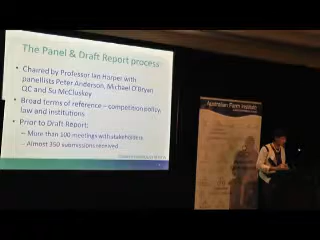 The Panel & Draft Report process
• Chaired by Professor Ian Harper with
panellists Peter Anderson, Michael O'Bryan
QC and Su McCluskey
• Broad terms of reference – competition policy,
law and institutions
• Prior to Draft Report:
– More than 100 meetings with stakeholders
– Almost 350 submissions received
Australian Farm Institute